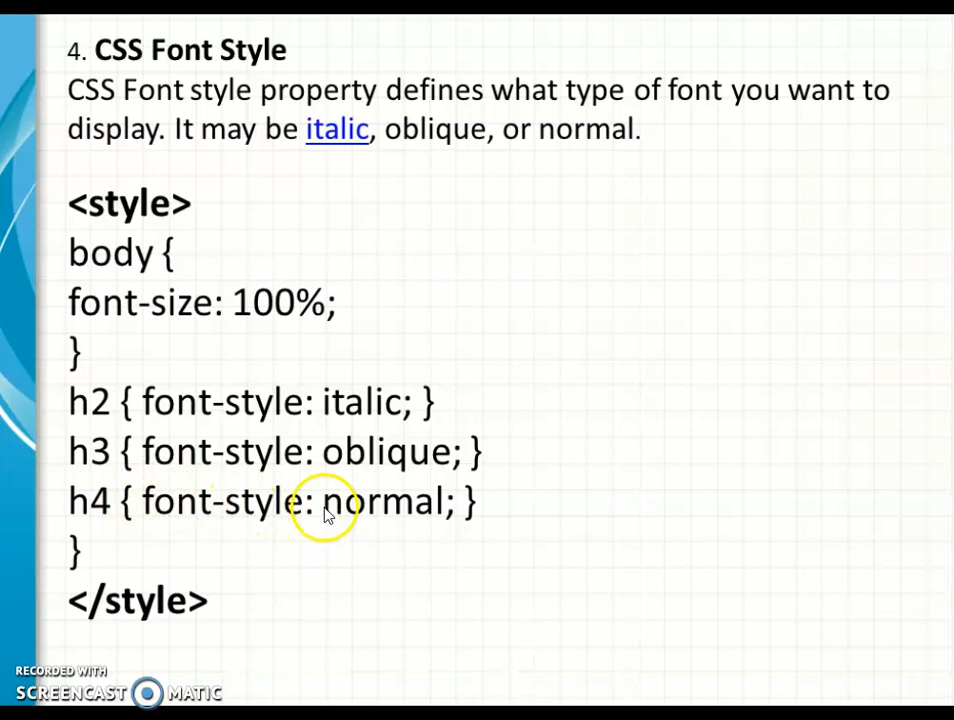 4. CSS Font Style
CSS Font style property defines what type of font you want to
display. It may be italic, oblique, or normal.
<style>
body {
font-size: 100%;
}
h2 { font-style: italic; }
h3 { font-style: oblique; }
h4 { font-style: normal; }
}
</style>
RECORDED WITH
SCREENCAST MATIC